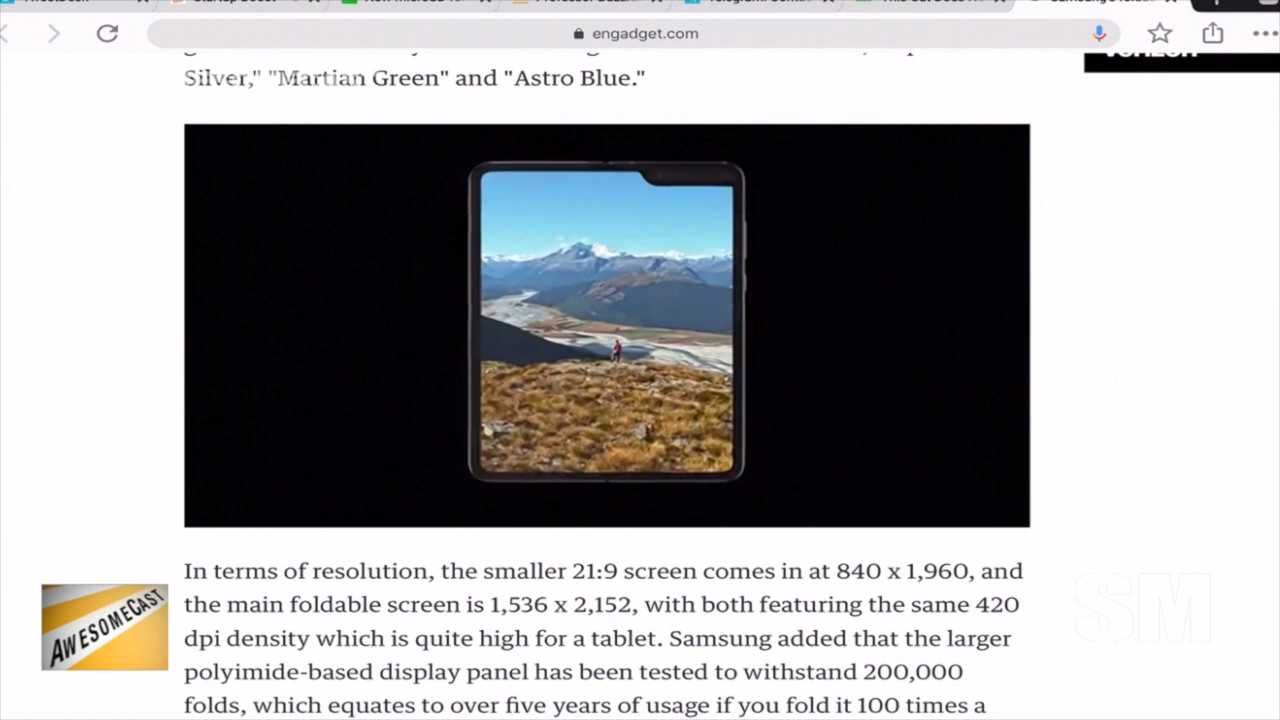 engadget.com
Silver," "Martian Green" and "Astro Blue."
In terms of resolution, the smaller 21:9 screen comes in at 840 x 1,960, and
the main foldable screen is 1,536 x 2,152, with both featuring the same 420
dpi density which is quite high for a tablet. Samsung added that the larger
polyimide-based display panel has been tested to withstand 200,000
folds, which equates to over five years of usage if you fold it 100 times a
AWESOMECAST
SM